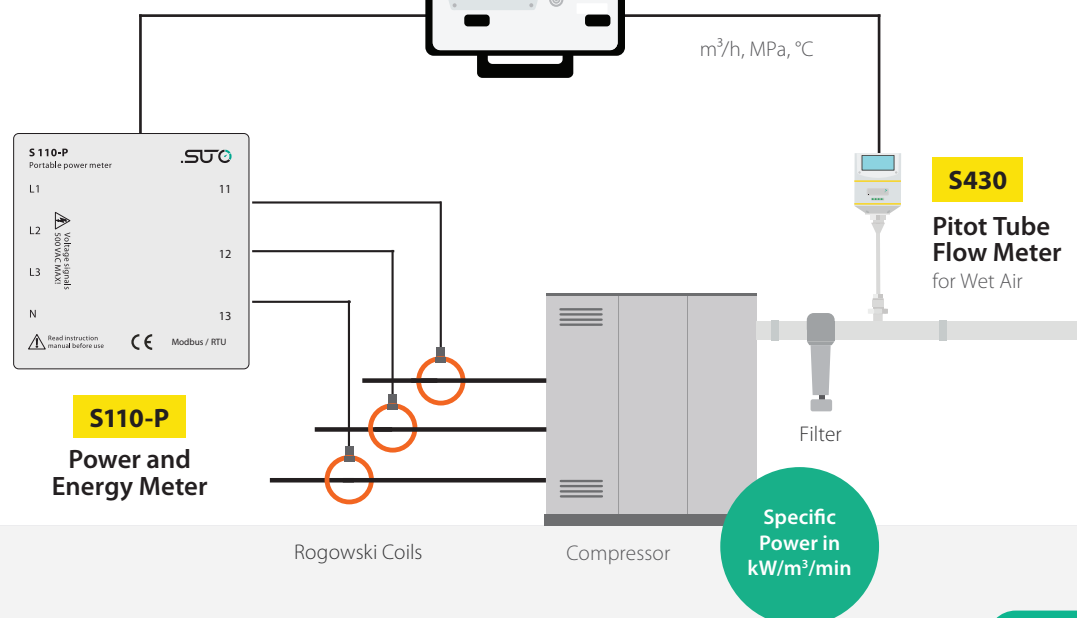 m³/h, MPa, °C
S110-P
Portable power meter
.SUTO
L1
11
L2
Voltage signals
500 VAC MAX!
12
L3
N
13
Read instruction
manual before use
CE
Modbus / RTU
S430
Pitot Tube
Flow Meter
for Wet Air
S110-P
Power and
Energy Meter
Filter
Rogowski Coils
Compressor
Specific
Power in
kW/m³/min